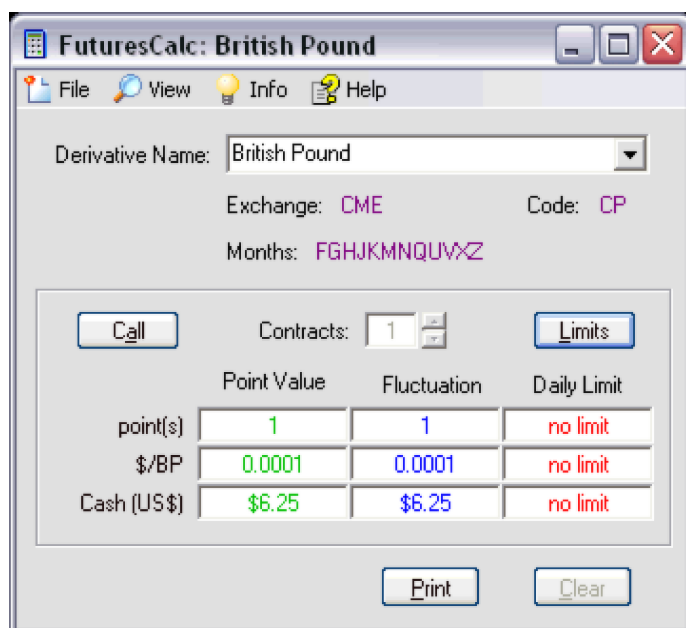 FuturesCalc: British Pound
File View Info Help
Derivative Name: British Pound
Exchange: CME Code: CP
Months: FGHJKMNQUVXZ
Call Contracts: 1 Limits
Point Value Fluctuation Daily Limit
point(s) 1 1 no limit
$/BP 0.0001 0.0001 no limit
Cash (US$) $6.25 $6.25 no limit
Print Clear